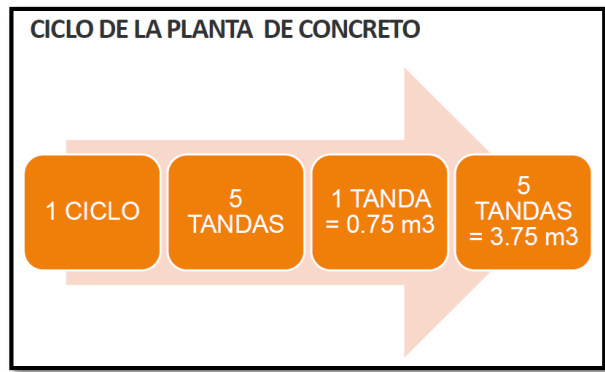 CICLO DE LA PLANTA DE CONCRETO
1 CICLO
5
TANDAS
1 TANDA
= 0.75 m3
5
TANDAS
= 3.75 m3